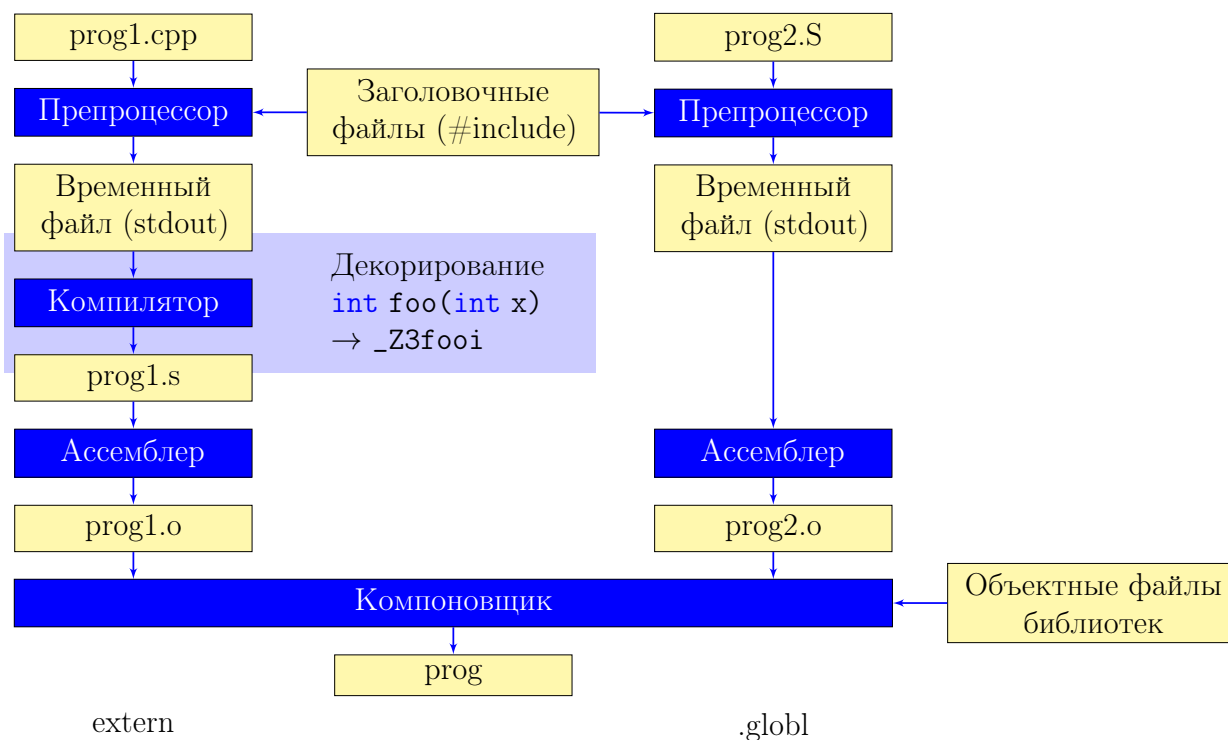 prog1.cpp
prog2.S
Препроцессор
Заголовочные
файлы (#include)
Препроцессор
Временный
файл (stdout)
Временный
файл (stdout)
Декорирование
int foo(int x)
→ _Z3fooi
Компилятор
prog1.s
Ассемблер
Ассемблер
prog1.o
prog2.o
Компоновщик
Объектные файлы
библиотек
prog
extern
.globl